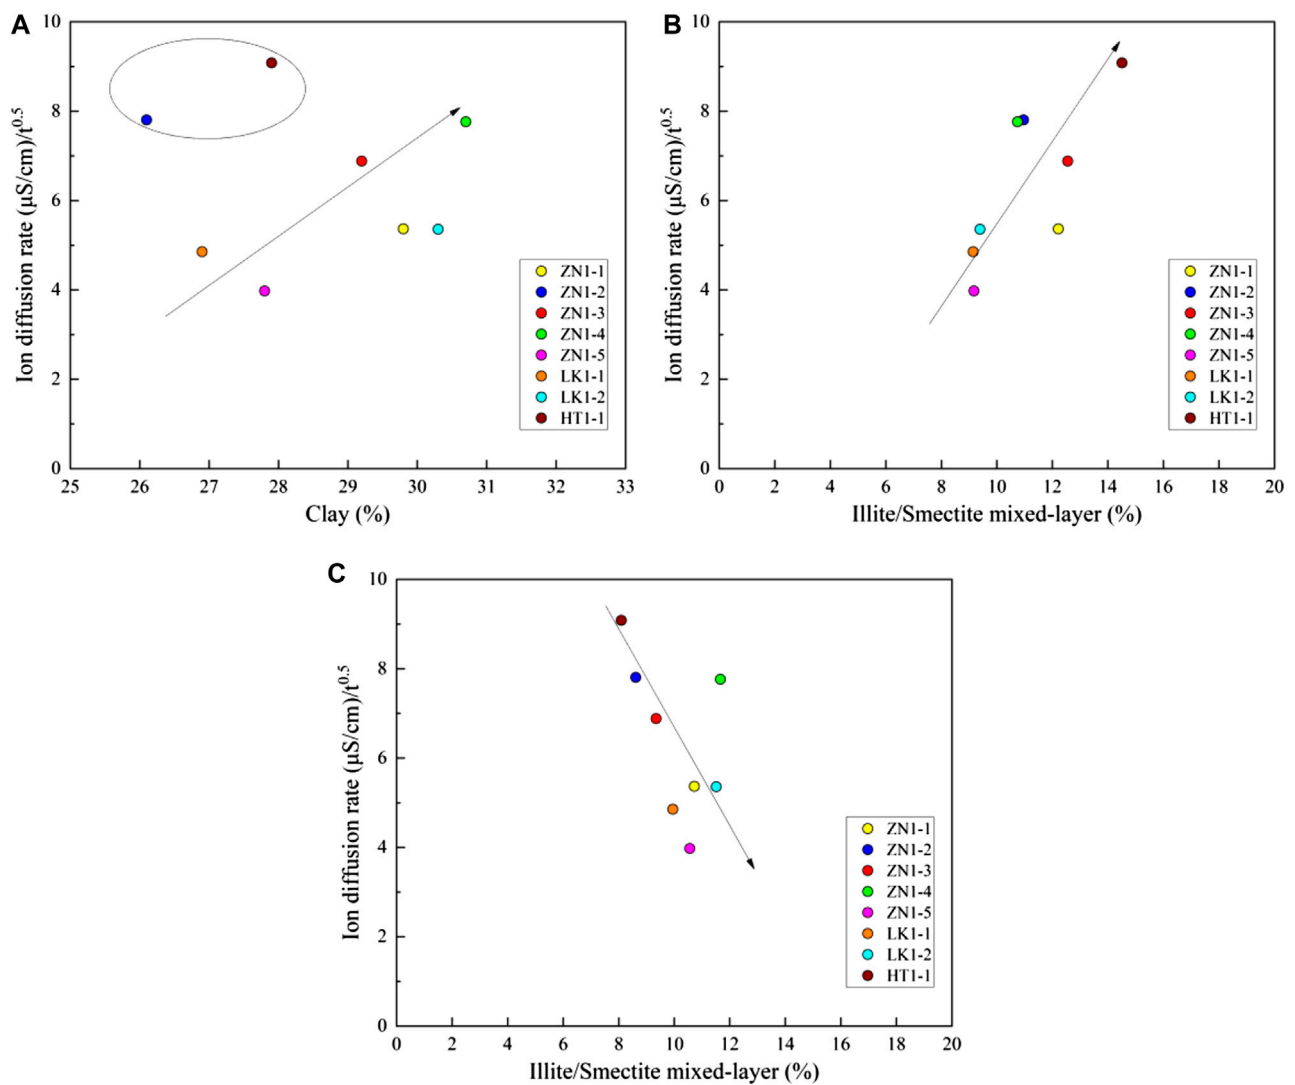 A
Ion diffusion rate (μS/cm)/t^0.5
10
8
6
4
2
0
25 26 27 28 29 30 31 32 33
Clay (%)
ZN1-1
ZN1-2
ZN1-3
ZN1-4
ZN1-5
LK1-1
LK1-2
HT1-1
B
Ion diffusion rate (μS/cm)/t^0.5
10
8
6
4
2
0
0 2 4 6 8 10 12 14 16 18 20
Illite/Smectite mixed-layer (%)
ZN1-1
ZN1-2
ZN1-3
ZN1-4
ZN1-5
LK1-1
LK1-2
HT1-1
C
Ion diffusion rate (μS/cm)/t^0.5
10
8
6
4
2
0
0 2 4 6 8 10 12 14 16 18 20
Illite/Smectite mixed-layer (%)
ZN1-1
ZN1-2
ZN1-3
ZN1-4
ZN1-5
LK1-1
LK1-2
HT1-1